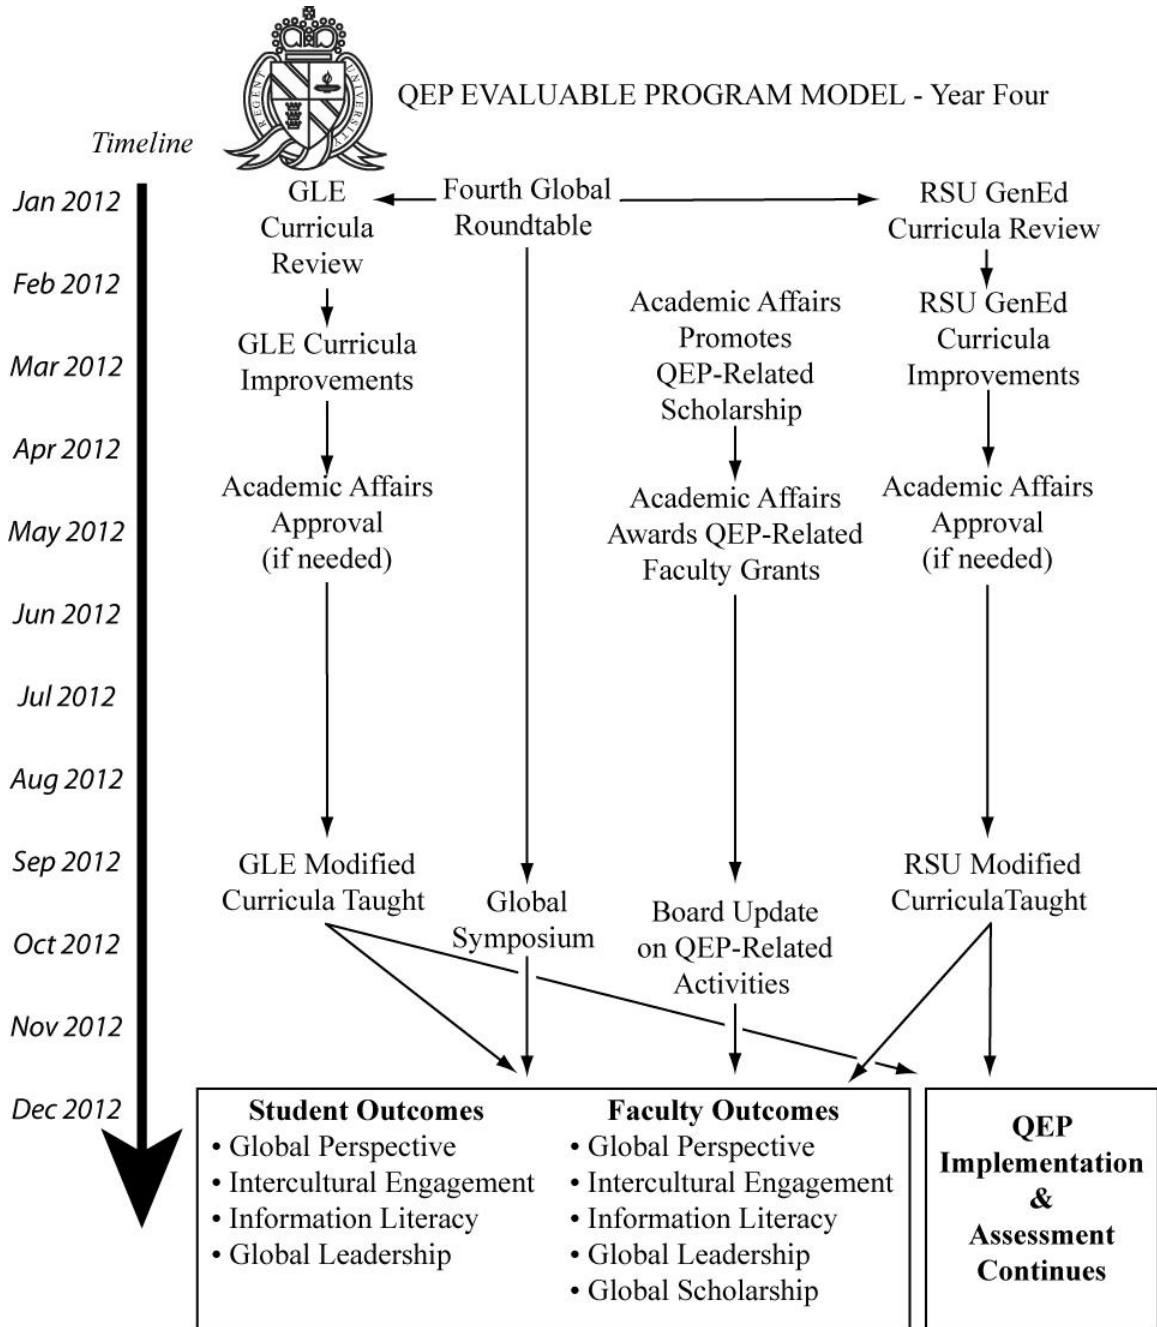 REGENT UNIVERSITY
QEP EVALUABLE PROGRAM MODEL - Year Four
Timeline
Jan 2012
Feb 2012
Mar 2012
Apr 2012
May 2012
Jun 2012
Jul 2012
Aug 2012
Sep 2012
Oct 2012
Nov 2012
Dec 2012
GLE
Curricula
Review
GLE Curricula
Improvements
Academic Affairs
Approval
(if needed)
GLE Modified
Curricula Taught
Fourth Global
Roundtable
Global
Symposium
Academic Affairs
Promotes
QEP-Related
Scholarship
Academic Affairs
Awards QEP-Related
Faculty Grants
Board Update
on QEP-Related
Activities
RSU GenEd
Curricula Review
RSU GenEd
Curricula
Improvements
Academic Affairs
Approval
(if needed)
RSU Modified
CurriculaTaught
Student Outcomes
• Global Perspective
• Intercultural Engagement
• Information Literacy
• Global Leadership
Faculty Outcomes
• Global Perspective
• Intercultural Engagement
• Information Literacy
• Global Leadership
• Global Scholarship
QEP
Implementation
&
Assessment
Continues